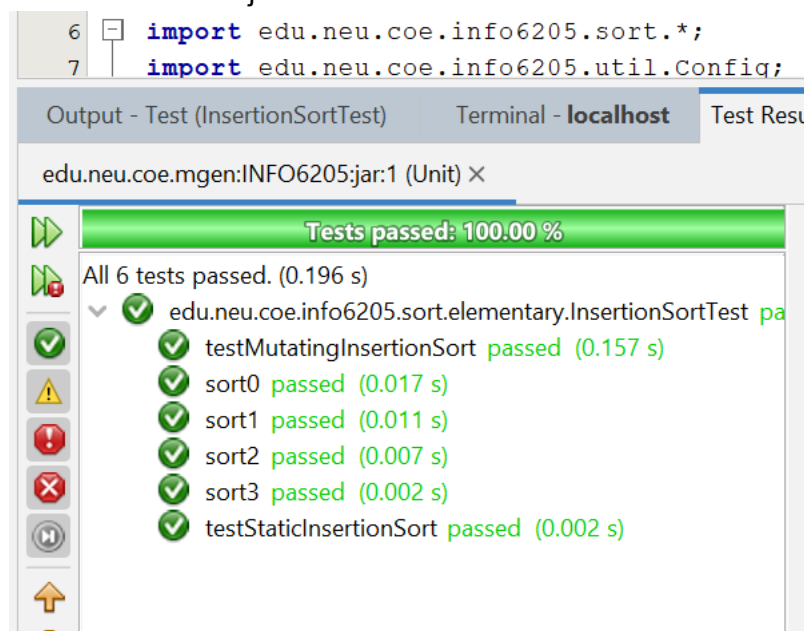 6 import edu.neu.coe.info6205.sort.*;
7 import edu.neu.coe.info6205.util.Config;
Output - Test (InsertionSortTest) Terminal - localhost Test Resu
edu.neu.coe.mgen:INFO6205:jar:1 (Unit) ×
Tests passed: 100.00 %
All 6 tests passed. (0.196 s)
edu.neu.coe.info6205.sort.elementary.InsertionSortTest pa
testMutatingInsertionSort passed (0.157 s)
sort0 passed (0.017 s)
sort1 passed (0.011 s)
sort2 passed (0.007 s)
sort3 passed (0.002 s)
testStaticInsertionSort passed (0.002 s)